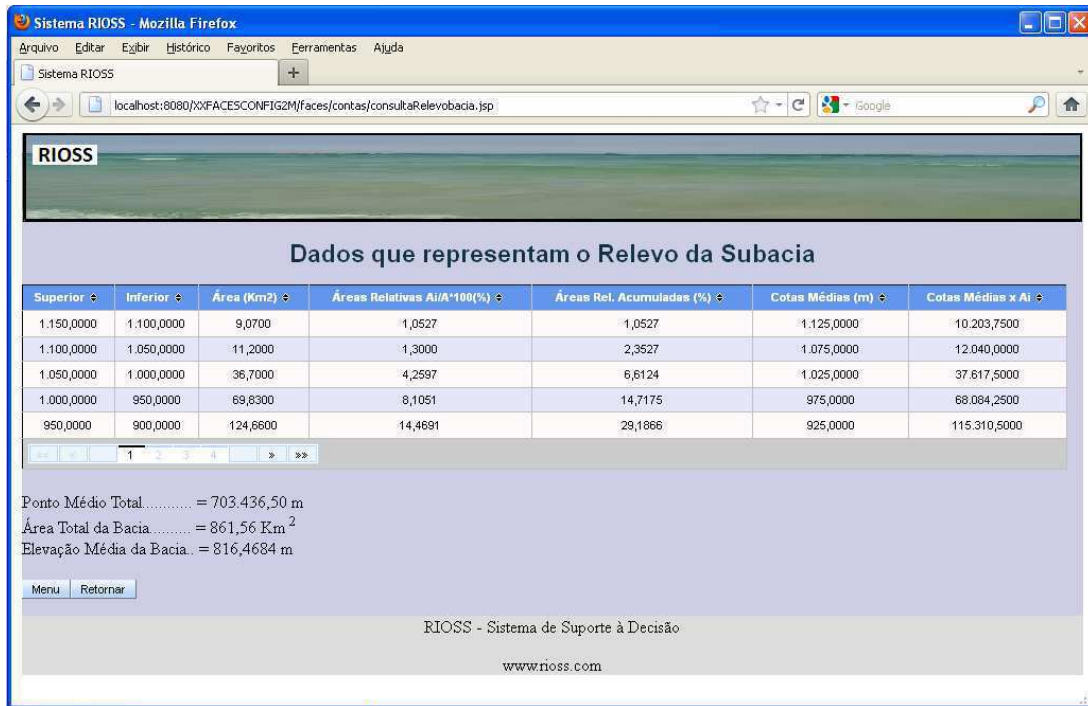 Sistema RIOSS - Mozilla Firefox
Arquivo Editar Exibir Histórico Favoritos Ferramentas Ajuda
Sistema RIOSS +
localhost:8080/XXFACESCONFIG2M/faces/contas/consultaRelevobacia.jsp Google
RIOSS
Dados que representam o Relevo da Subacia
Superior Inferior Área (Km2) Áreas Relativas Ai/A*100(%) Áreas Rel. Acumuladas (%) Cotas Médias (m) Cotas Médias x Ai
1.150,0000 1.100,0000 9,0700 1,0527 1,0527 1.125,0000 10.203,7500
1.100,0000 1.050,0000 11,2000 1,3000 2,3527 1.075,0000 12.040,0000
1.050,0000 1.000,0000 36,7000 4,2597 6,6124 1.025,0000 37.617,5000
1.000,0000 950,0000 69,8300 8,1051 14,7175 975,0000 68.084,2500
950,0000 900,0000 124,6600 14,4691 29,1866 925,0000 115.310,5000
«« « 1 2 3 4 » »»
Ponto Médio Total............ = 703.436,50 m
Área Total da Bacia.......... = 861,56 Km 2
Elevação Média da Bacia.. = 816,4684 m
Menu Retornar
RIOSS - Sistema de Suporte à Decisão
www.rioss.com